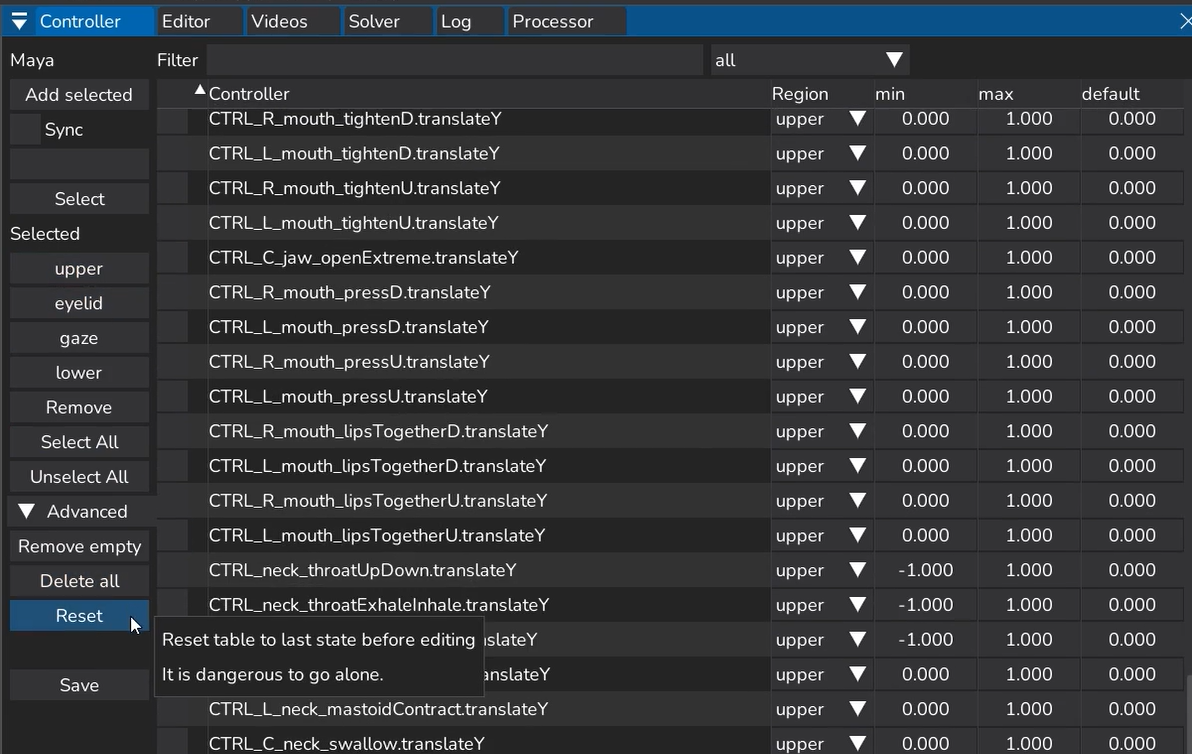 Controller Editor Videos Solver Log Processor
Maya Filter all
Add selected Controller Region min max default
CTRL_R_mouth_tightenD.translateY upper 0.000 1.000 0.000
Sync
CTRL_L_mouth_tightenD.translateY upper 0.000 1.000 0.000
Select CTRL_R_mouth_tightenU.translateY upper 0.000 1.000 0.000
Selected CTRL_L_mouth_tightenU.translateY upper 0.000 1.000 0.000
upper CTRL_C_jaw_openExtreme.translateY upper 0.000 1.000 0.000
eyelid CTRL_R_mouth_pressD.translateY upper 0.000 1.000 0.000
gaze CTRL_L_mouth_pressD.translateY upper 0.000 1.000 0.000
lower CTRL_R_mouth_pressU.translateY upper 0.000 1.000 0.000
Remove CTRL_L_mouth_pressU.translateY upper 0.000 1.000 0.000
Select All CTRL_R_mouth_lipsTogetherD.translateY upper 0.000 1.000 0.000
Unselect All CTRL_L_mouth_lipsTogetherD.translateY upper 0.000 1.000 0.000
Advanced CTRL_R_mouth_lipsTogetherU.translateY upper 0.000 1.000 0.000
Remove empty CTRL_L_mouth_lipsTogetherU.translateY upper 0.000 1.000 0.000
Delete all CTRL_neck_throatUpDown.translateY upper -1.000 1.000 0.000
Reset CTRL_neck_throatExhaleInhale.translateY upper -1.000 1.000 0.000
Reset table to last state before editing slateY upper -1.000 1.000 0.000
It is dangerous to go alone. anslateY upper 0.000 1.000 0.000
Save CTRL_L_neck_mastoidContract.translateY upper 0.000 1.000 0.000
CTRL_C_neck_swallow.translateY upper 0.000 1.000 0.000